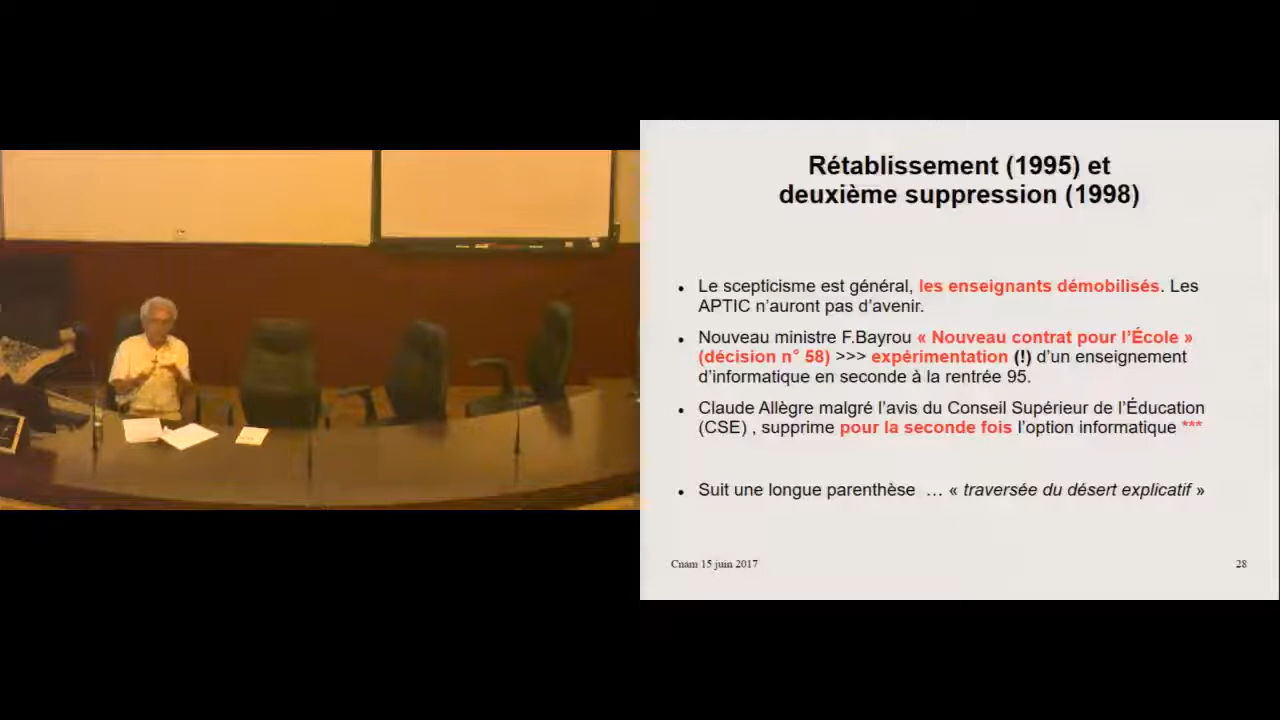 Rétablissement (1995) et
deuxième suppression (1998)
• Le scepticisme est général, les enseignants démobilisés. Les
APTIC n’auront pas d’avenir.
• Nouveau ministre F.Bayrou « Nouveau contrat pour l’École »
(décision n° 58) >>> expérimentation (!) d’un enseignement
d’informatique en seconde à la rentrée 95.
• Claude Allègre malgré l’avis du Conseil Supérieur de l’Éducation
(CSE) , supprime pour la seconde fois l’option informatique ***
• Suit une longue parenthèse … « traversée du désert explicatif »
Cnam 15 juin 2017
28